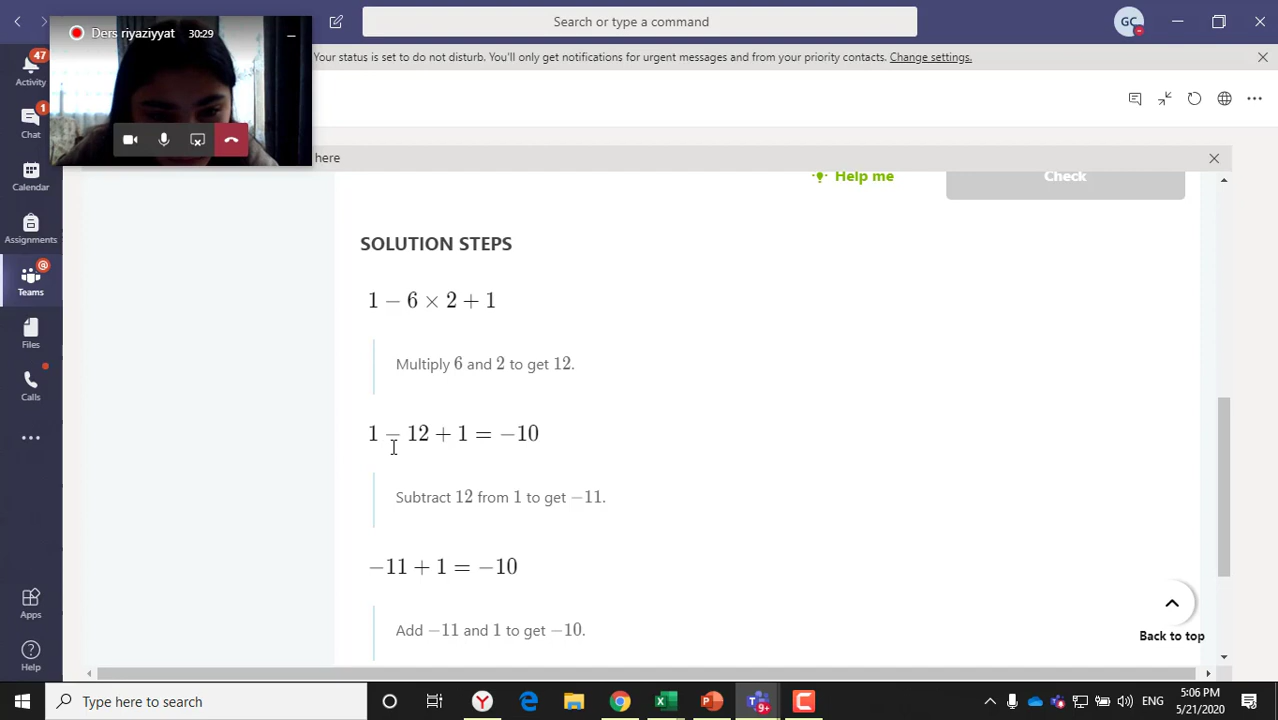 Search or type a command
GC
Ders riyaziyyat 30:29
47
Activity
Your status is set to do not disturb. You'll only get notifications for urgent messages and from your priority contacts. Change settings.
1
Chat
here
Calendar
Help me
Check
Assignments
SOLUTION STEPS
@
Teams
1 − 6 × 2 + 1
Files
Multiply 6 and 2 to get 12.
Calls
1 − 12 + 1 = −10
Subtract 12 from 1 to get −11.
−11 + 1 = −10
Apps
Add −11 and 1 to get −10.
Back to top
Help
Type here to search
9+
ENG
5:06 PM
5/21/2020